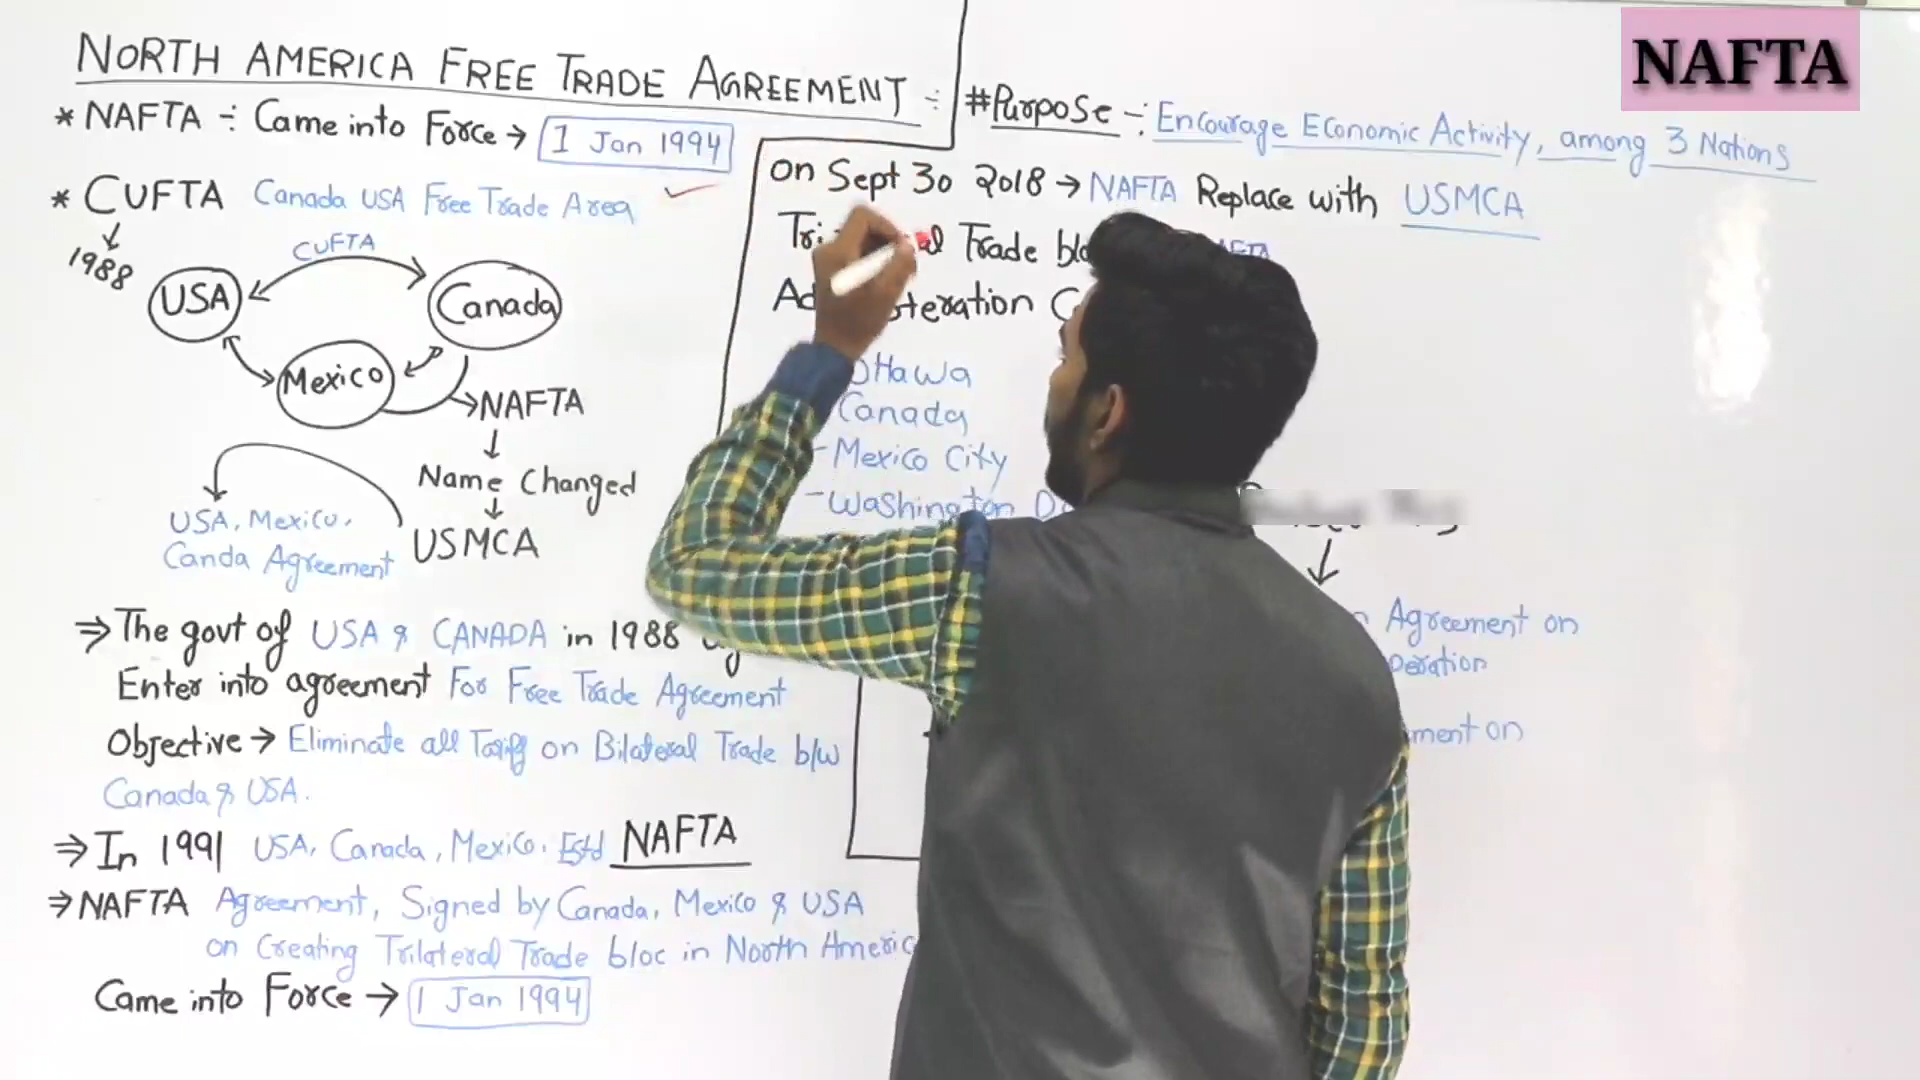 NORTH AMERICA FREE TRADE AGREEMENT ÷
* NAFTA ÷ Came into Force → 1 Jan 1994
* CUFTA Canada USA Free Trade Area ✓
1988
CUFTA
USA
Canada
Mexico
NAFTA
Name Changed
USMCA
USA, Mexico,
Canda Agreement
⇒ The govt of USA & CANADA in 1988
Enter into agreement For Free Trade Agreement
Objective → Eliminate all Tariff on Bilateral Trade b/w
Canada & USA.
⇒ In 1991 USA, Canada, Mexico. Estd NAFTA
⇒ NAFTA Agreement, Signed by Canada, Mexico & USA
on Creating Trilateral Trade bloc in North Americ
Came into Force → 1 Jan 1994
NAFTA
#Purpose -: Encourage Economic Activity, among 3 Nations
on Sept 30 2018 → NAFTA Replace with USMCA
Trade
Ottawa
Canada
- Mexico City
- Washington
Agreement on
on